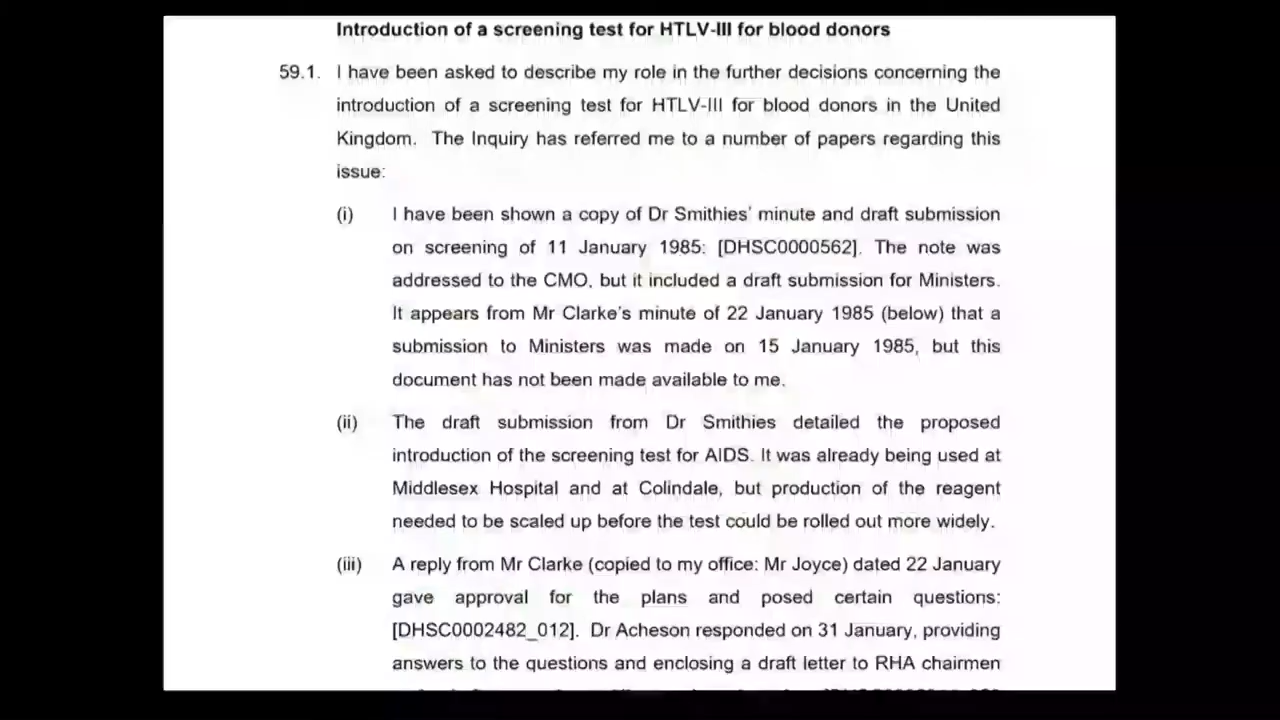 Introduction of a screening test for HTLV-III for blood donors
59.1. I have been asked to describe my role in the further decisions concerning the
introduction of a screening test for HTLV-III for blood donors in the United
Kingdom. The Inquiry has referred me to a number of papers regarding this
issue:
(i) I have been shown a copy of Dr Smithies' minute and draft submission
on screening of 11 January 1985: [DHSC0000562]. The note was
addressed to the CMO, but it included a draft submission for Ministers.
It appears from Mr Clarke's minute of 22 January 1985 (below) that a
submission to Ministers was made on 15 January 1985, but this
document has not been made available to me.
(ii) The draft submission from Dr Smithies detailed the proposed
introduction of the screening test for AIDS. It was already being used at
Middlesex Hospital and at Colindale, but production of the reagent
needed to be scaled up before the test could be rolled out more widely.
(iii) A reply from Mr Clarke (copied to my office: Mr Joyce) dated 22 January
gave approval for the plans and posed certain questions:
[DHSC0002482_012]. Dr Acheson responded on 31 January, providing
answers to the questions and enclosing a draft letter to RHA chairmen